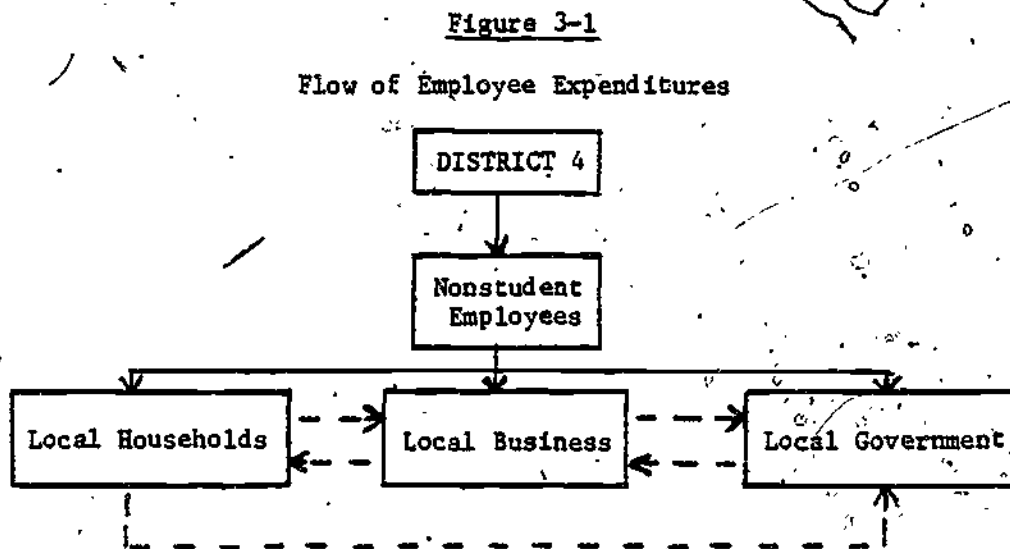 Figure 3-1
Flow of Employee Expenditures
DISTRICT 4
Nonstudent
Employees
Local Households
Local Business
Local Government